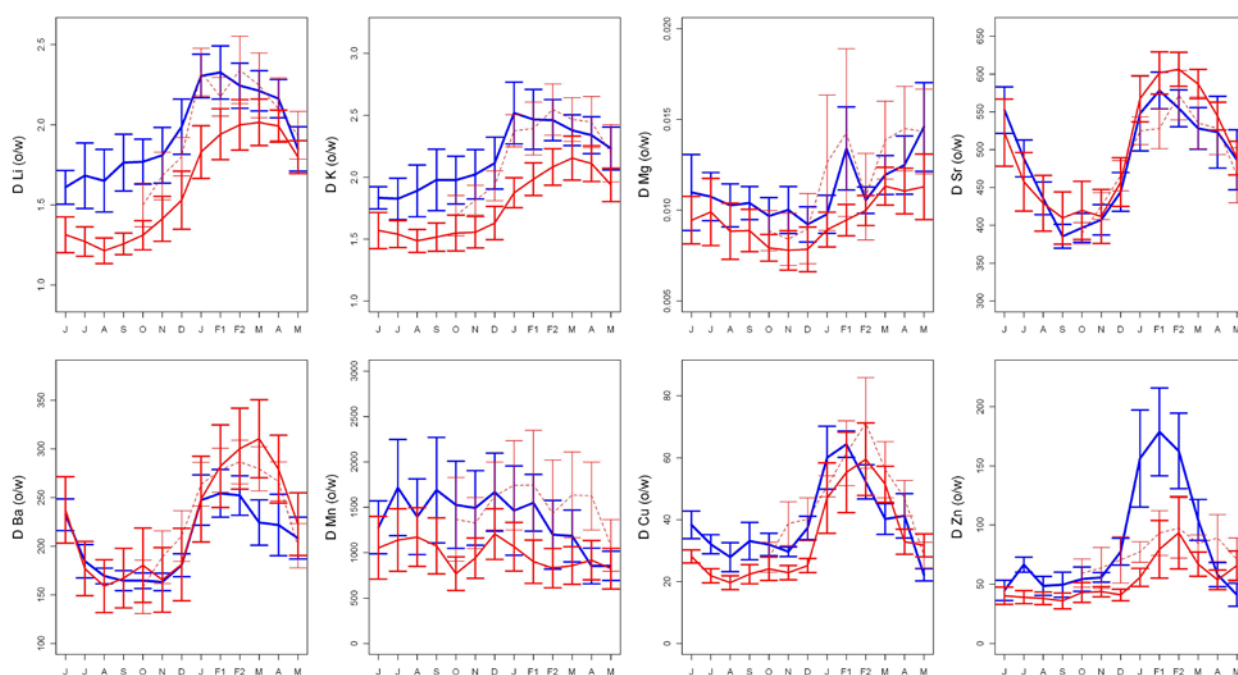 D Li (o/w)
2.5
2.0
1.5
1.0
J J A S O N D J F1 F2 M A M
D K (o/w)
3.0
2.5
2.0
1.5
1.0
J J A S O N D J F1 F2 M A M
D Mg (o/w)
0.020
0.015
0.010
0.005
J J A S O N D J F1 F2 M A M
D Sr (o/w)
650
600
550
500
450
400
350
300
J J A S O N D J F1 F2 M A M
D Ba (o/w)
350
300
250
200
150
100
J J A S O N D J F1 F2 M A M
D Mn (o/w)
3000
2500
2000
1500
1000
500
0
J J A S O N D J F1 F2 M A M
D Cu (o/w)
80
60
40
20
0
J J A S O N D J F1 F2 M A M
D Zn (o/w)
200
150
100
50
0
J J A S O N D J F1 F2 M A M